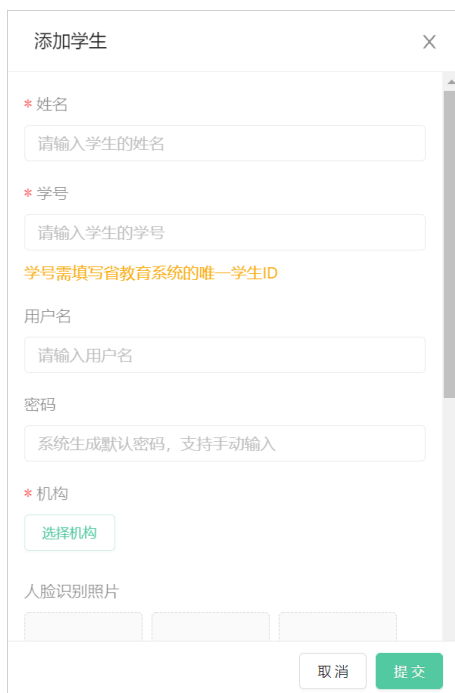 添加学生
* 姓名
请输入学生的姓名
* 学号
请输入学生的学号
学号需填写省教育系统的唯一学生ID
用户名
请输入用户名
密码
系统生成默认密码，支持手动输入
* 机构
选择机构
人脸识别照片
取消 提交